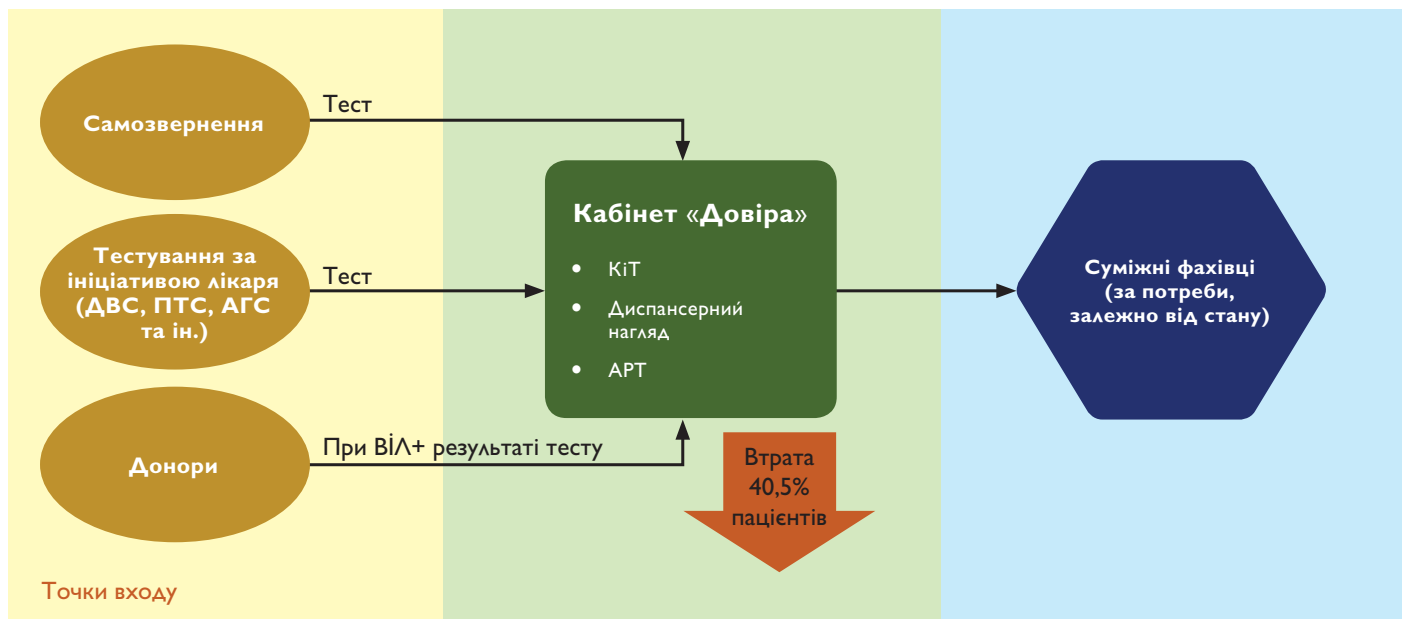 Самозвернення
Тест
Тестування за
ініціативою лікаря
(ДВС, ПТС, АГС
та ін.)
Тест
Донори
При ВІЛ+ результаті тесту
Точки входу
Кабінет «Довіра»
• КіТ
• Диспансерний
нагляд
• АРТ
Втрата
40,5%
пацієнтів
Суміжні фахівці
(за потреби,
залежно від стану)